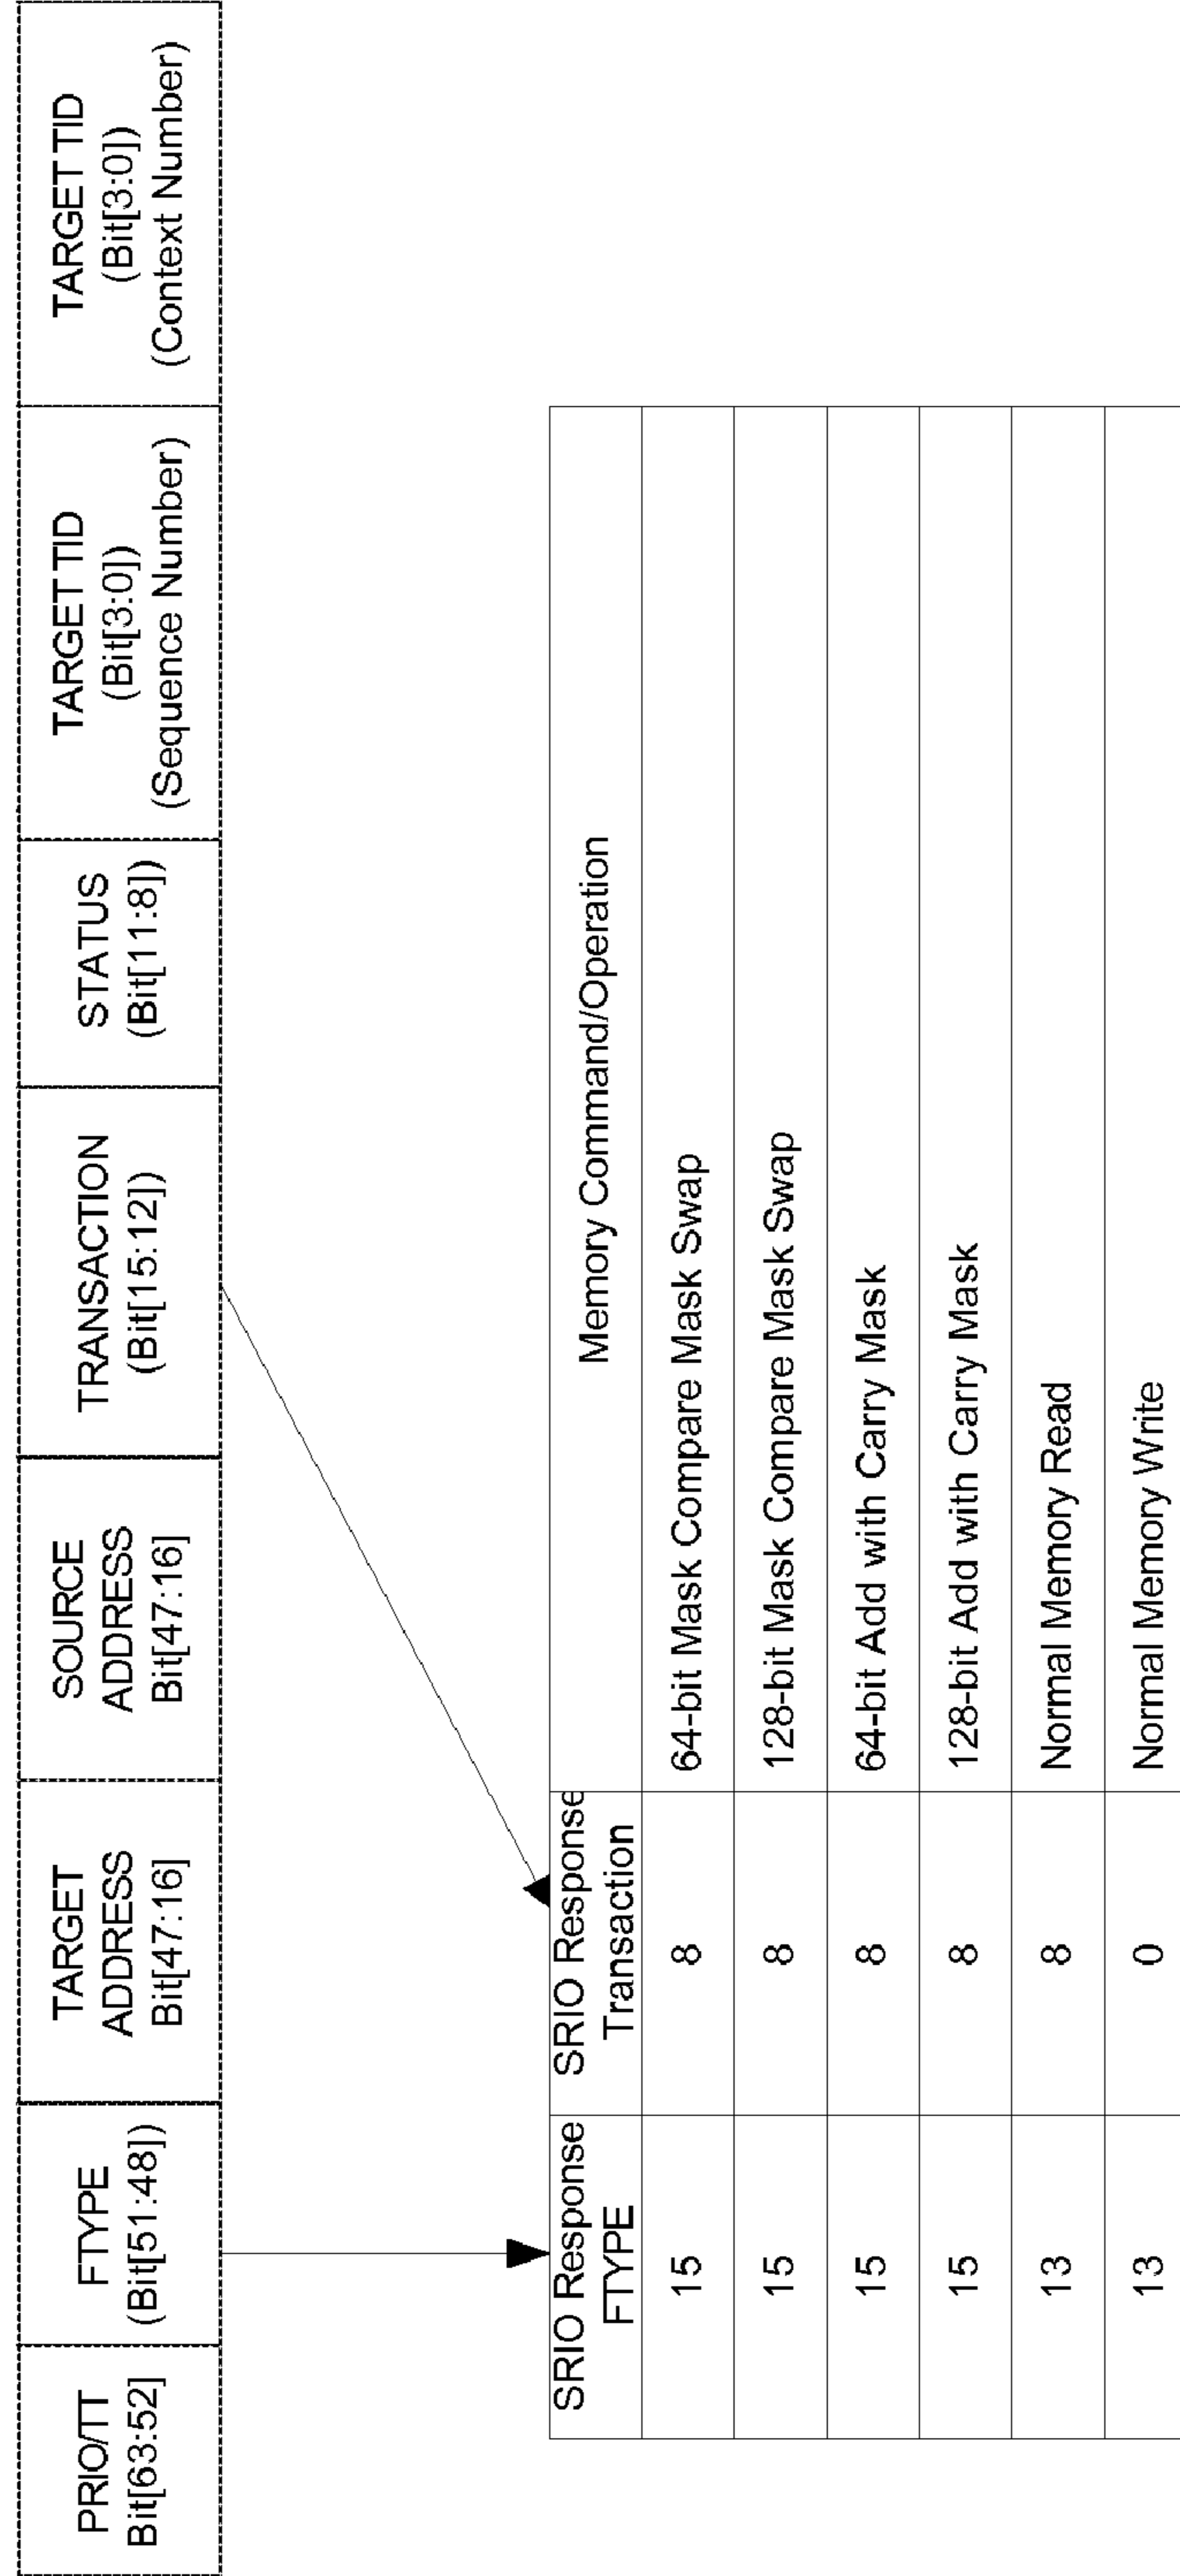 PRIO/TT
Bit[63:52]
FTYPE
(Bit[51:48])
TARGET
ADDRESS
Bit[47:16]
SOURCE
ADDRESS
Bit[47:16]
TRANSACTION
(Bit[15:12])
STATUS
(Bit[11:8])
TARGET TID
(Bit[3:0])
(Sequence Number)
TARGET TID
(Bit[3:0])
(Context Number)
SRIO Response
FTYPE
SRIO Response
Transaction
Memory Command/Operation
15 8 64-bit Mask Compare Mask Swap
15 8 128-bit Mask Compare Mask Swap
15 8 64-bit Add with Carry Mask
15 8 128-bit Add with Carry Mask
13 8 Normal Memory Read
13 0 Normal Memory Write